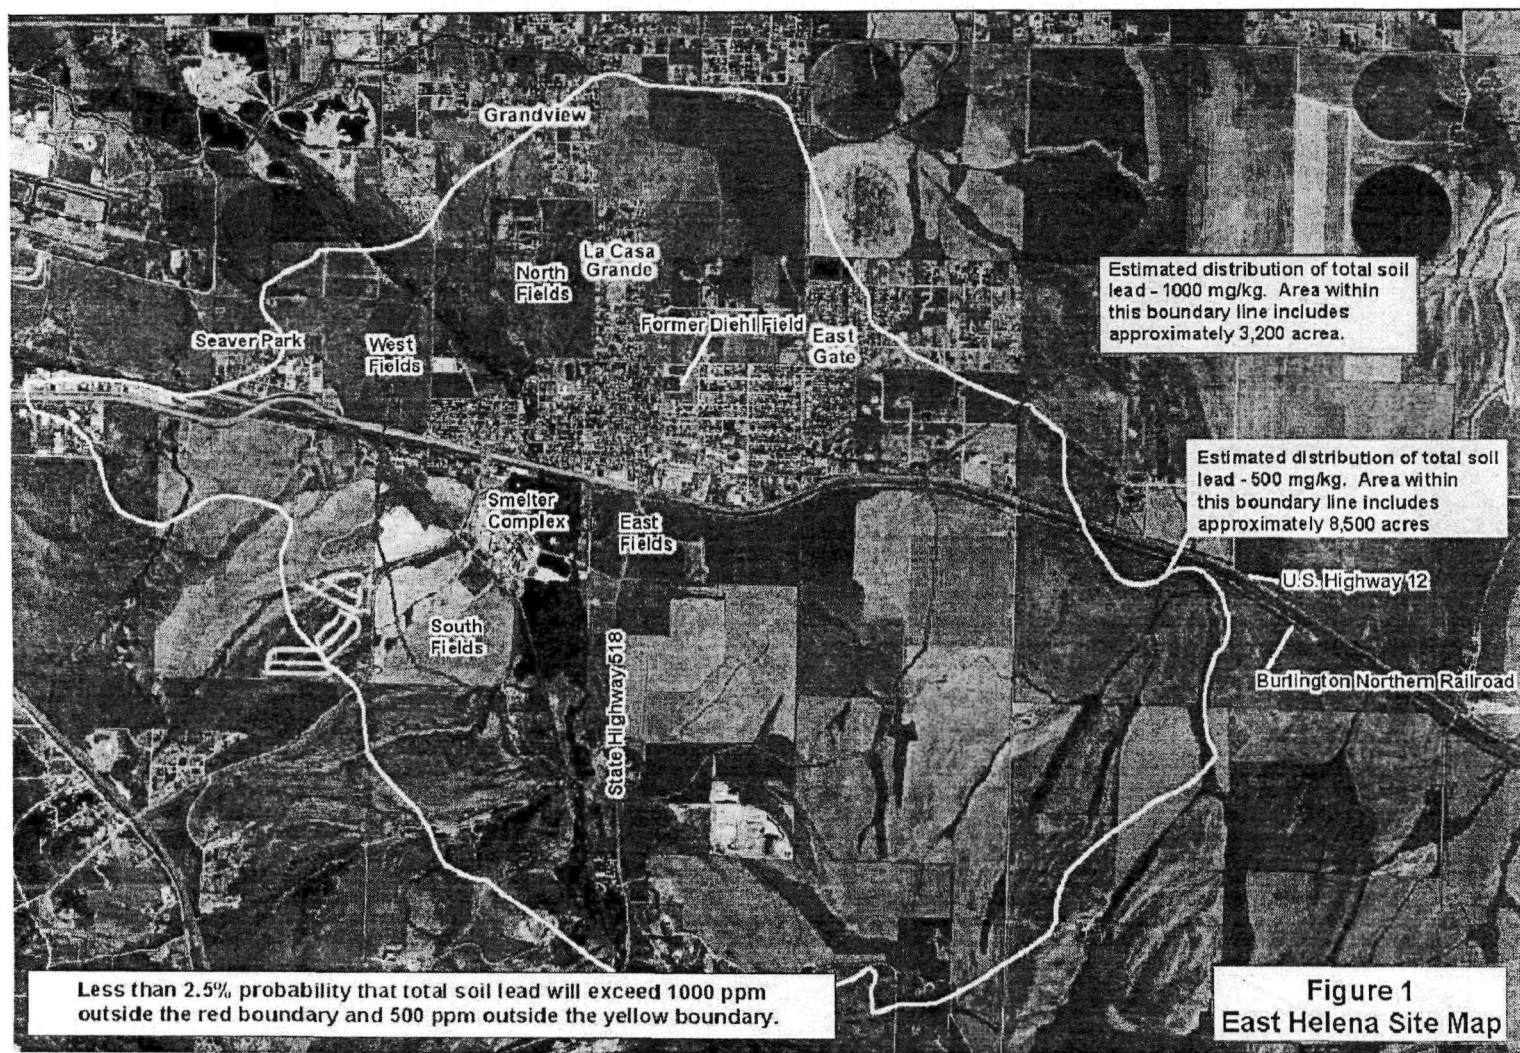 Grandview
La Casa
Grande
North
Fields
Estimated distribution of total soil
lead - 1000 mg/kg. Area within
this boundary line includes
approximately 3,200 acrea.
Former Diehl Field
Seaver Park
West
Fields
East
Gate
Estimated distribution of total soil
lead - 500 mg/kg. Area within
this boundary line includes
approximately 8,500 acres
Smelter
Complex
East
Fields
U.S. Highway 12
South
Fields
State Highway 518
Burlington Northern Railroad
Less than 2.5% probability that total soil lead will exceed 1000 ppm
outside the red boundary and 500 ppm outside the yellow boundary.
Figure 1
East Helena Site Map